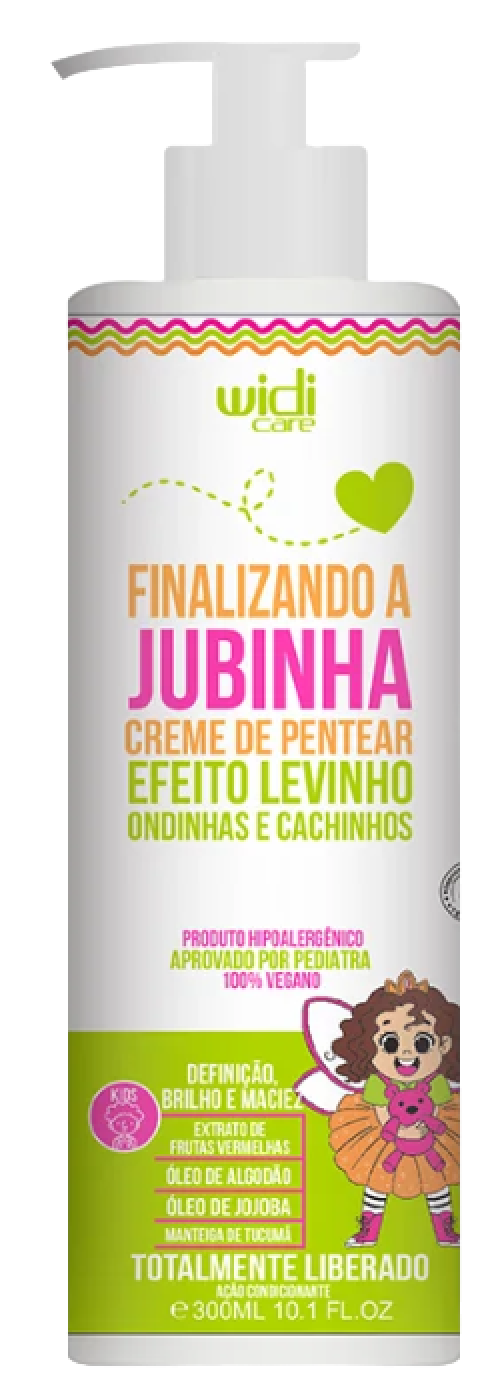 widi
care
FINALIZANDO A
JUBINHA
CREME DE PENTEAR
EFEITO LEVINHO
ONDINHAS E CACHINHOS
PRODUTO HIPOALERGÊNICO
APROVADO POR PEDIATRA
100% VEGANO
KIDS
DEFINIÇÃO,
BRILHO E MACIEZ
EXTRATO DE
FRUTAS VERMELHAS
ÓLEO DE ALGODÃO
ÓLEO DE JOJOBA
MANTEIGA DE TUCUMÃ
TOTALMENTE LIBERADO
AÇÃO CONDICIONANTE
℮300ML 10.1 FL.OZ